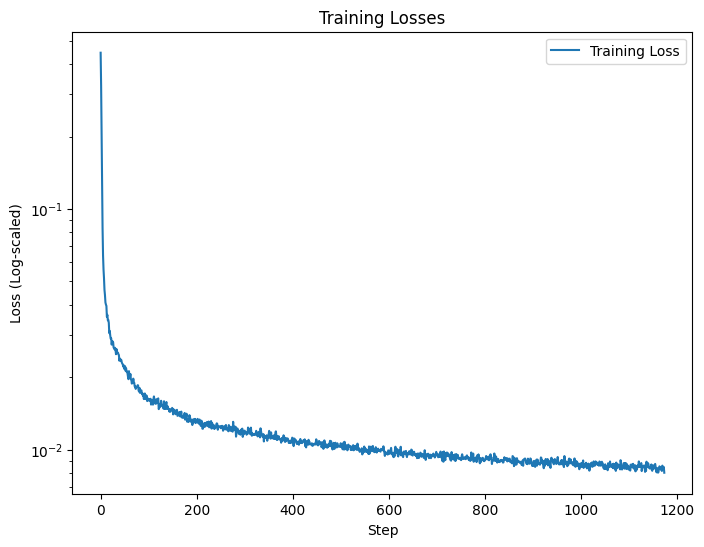 Training Losses
Training Loss
Loss (Log-scaled)
10⁻¹
10⁻²
0 200 400 600 800 1000 1200
Step